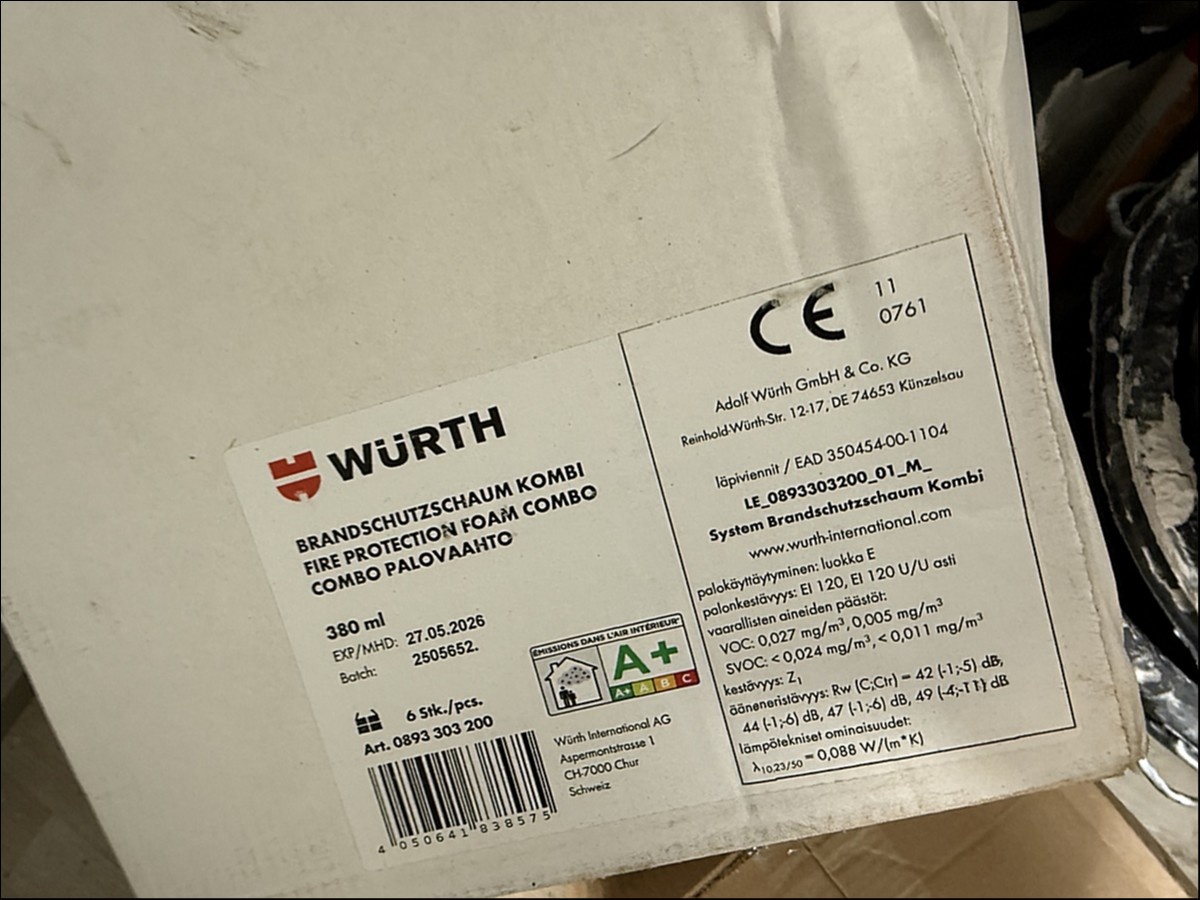 WÜRTH
BRANDSCHUTZSCHAUM KOMBI
FIRE PROTECTION FOAM COMBO
COMBO PALOVAAHTO
380 ml
EXP/MHD: 27.05.2026
Batch: 2505652.
6 Stk./pcs.
Art. 0893 303 200
4 050641 838575
ÉMISSIONS DANS L'AIR INTÉRIEUR*
A+
A+ A B C
Würth International AG
Aspermontstrasse 1
CH-7000 Chur
Schweiz
CE 11
0761
Adolf Würth GmbH & Co. KG
Reinhold-Würth-Str. 12-17, DE 74653 Künzelsau
läpiviennit / EAD 350454-00-1104
LE_0893303200_01_M_
System Brandschutzschaum Kombi
www.wurth-international.com
palokäyttäytyminen: luokka E
palonkestävyys: EI 120, EI 120 U/U asti
vaarallisten aineiden päästöt:
VOC: 0,027 mg/m³, 0,005 mg/m³
SVOC: < 0,024 mg/m³, < 0,011 mg/m³
kestävyys: Z₁
ääneneristävyys: Rw (C;Ctr) = 42 (-1;-5) dB,
44 (-1;-6) dB, 47 (-1;-6) dB, 49 (-4;-11) dB
lämpötekniset ominaisuudet:
λ10,23/50 = 0,088 W/(m*K)